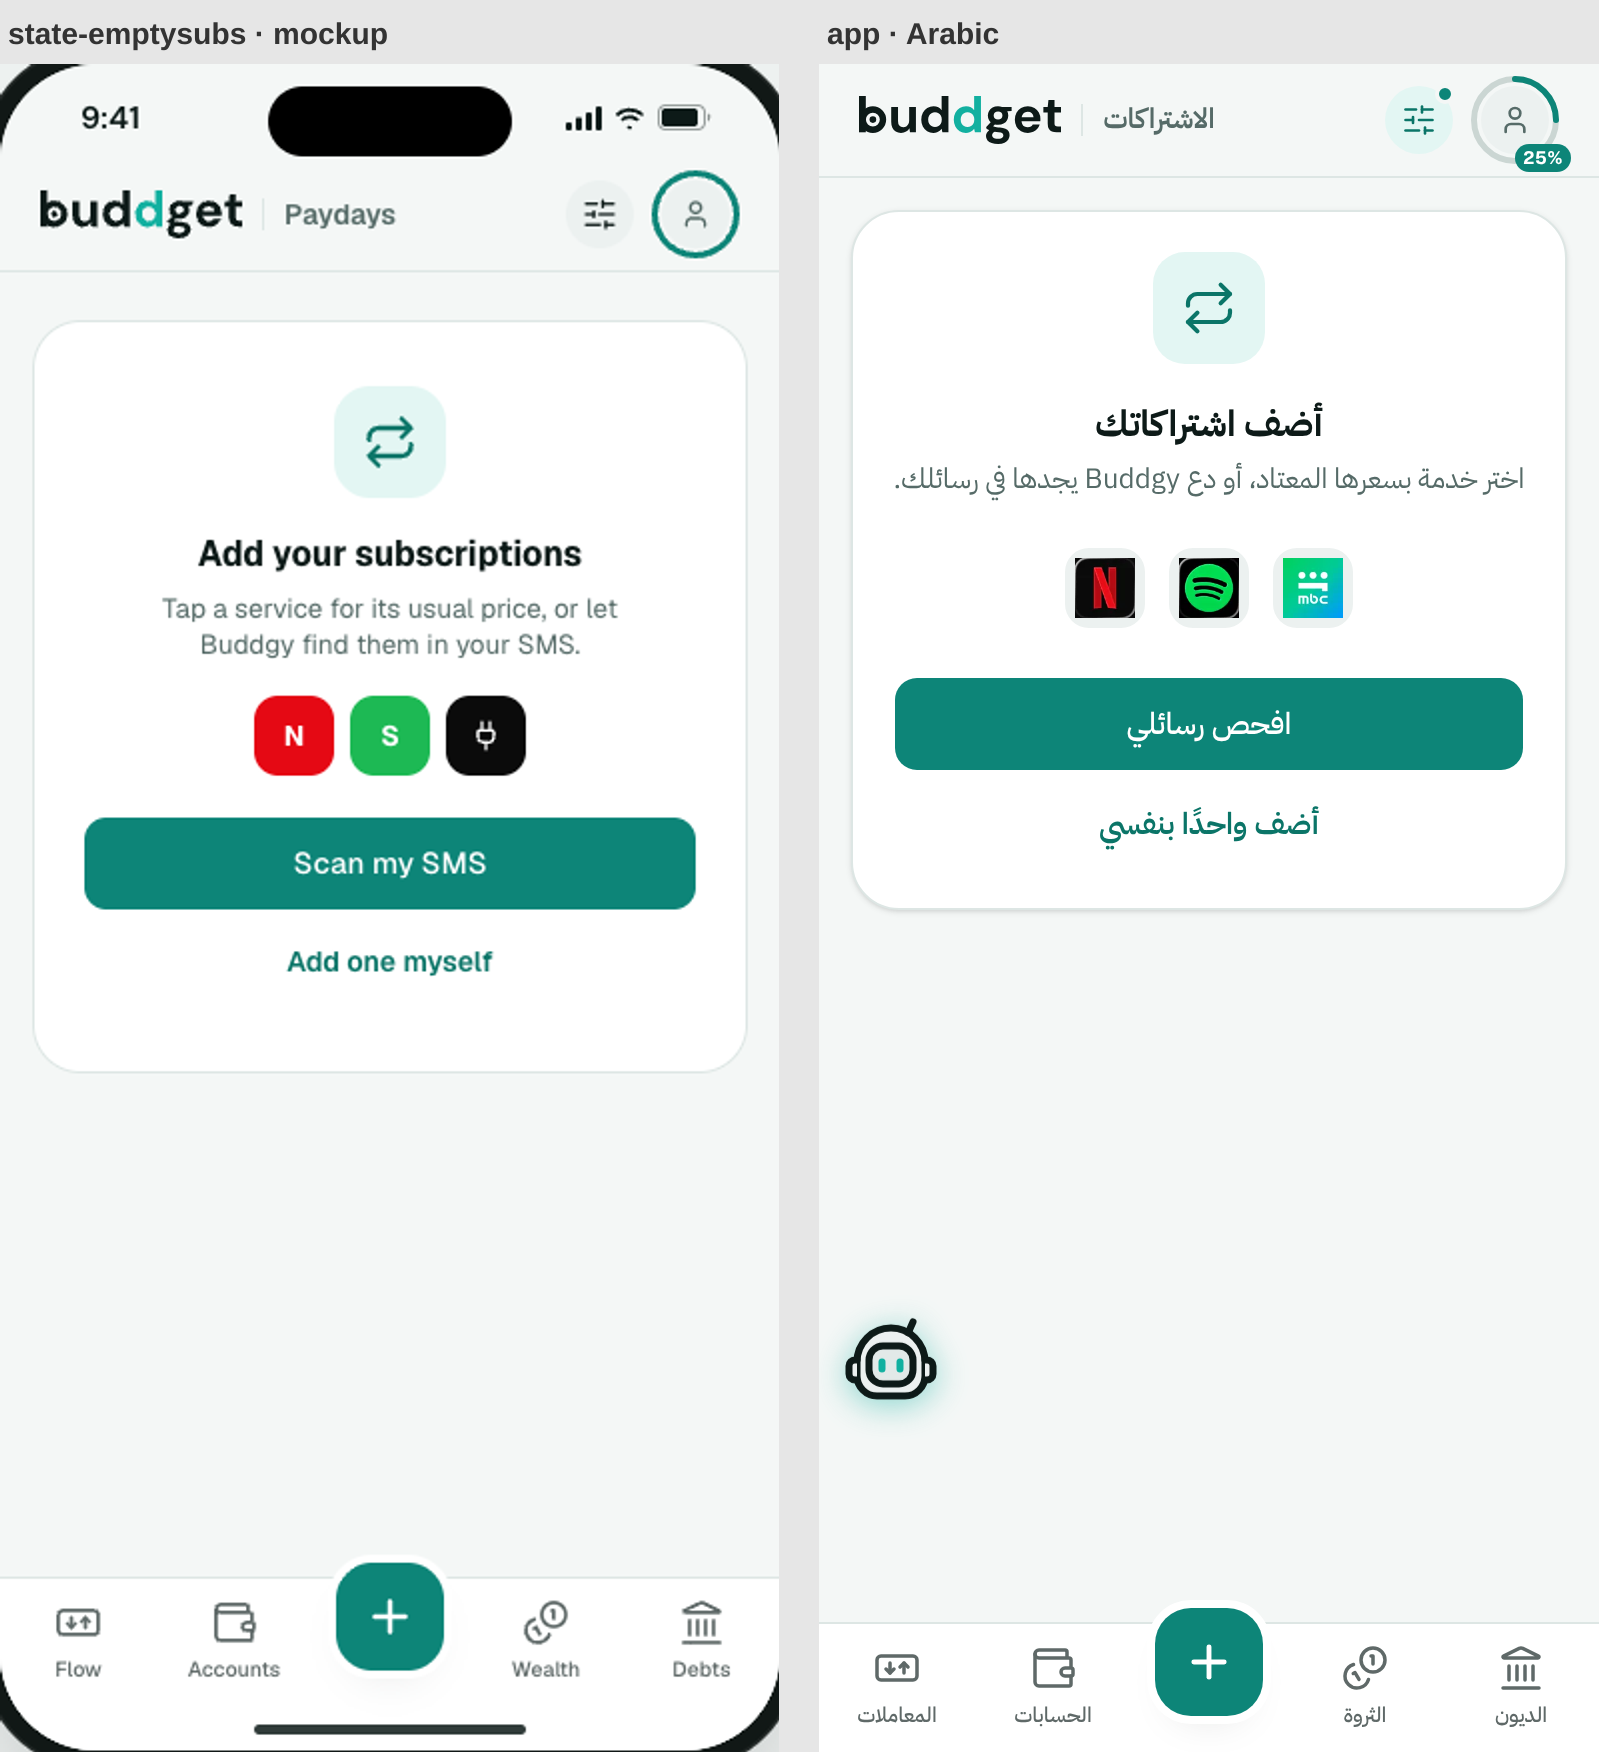 state-emptysubs · mockup
9:41
buddget
Paydays
Add your subscriptions
Tap a service for its usual price, or let
Buddgy find them in your SMS.
N
S
Scan my SMS
Add one myself
Flow
Accounts
Wealth
Debts
app · Arabic
buddget
الاشتراكات
25%
أضف اشتراكاتك
اختر خدمة بسعرها المعتاد، أو دع Buddgy يجدها في رسائلك.
N
mbc
افحص رسائلي
أضف واحدًا بنفسي
المعاملات
الحسابات
الثروة
الديون